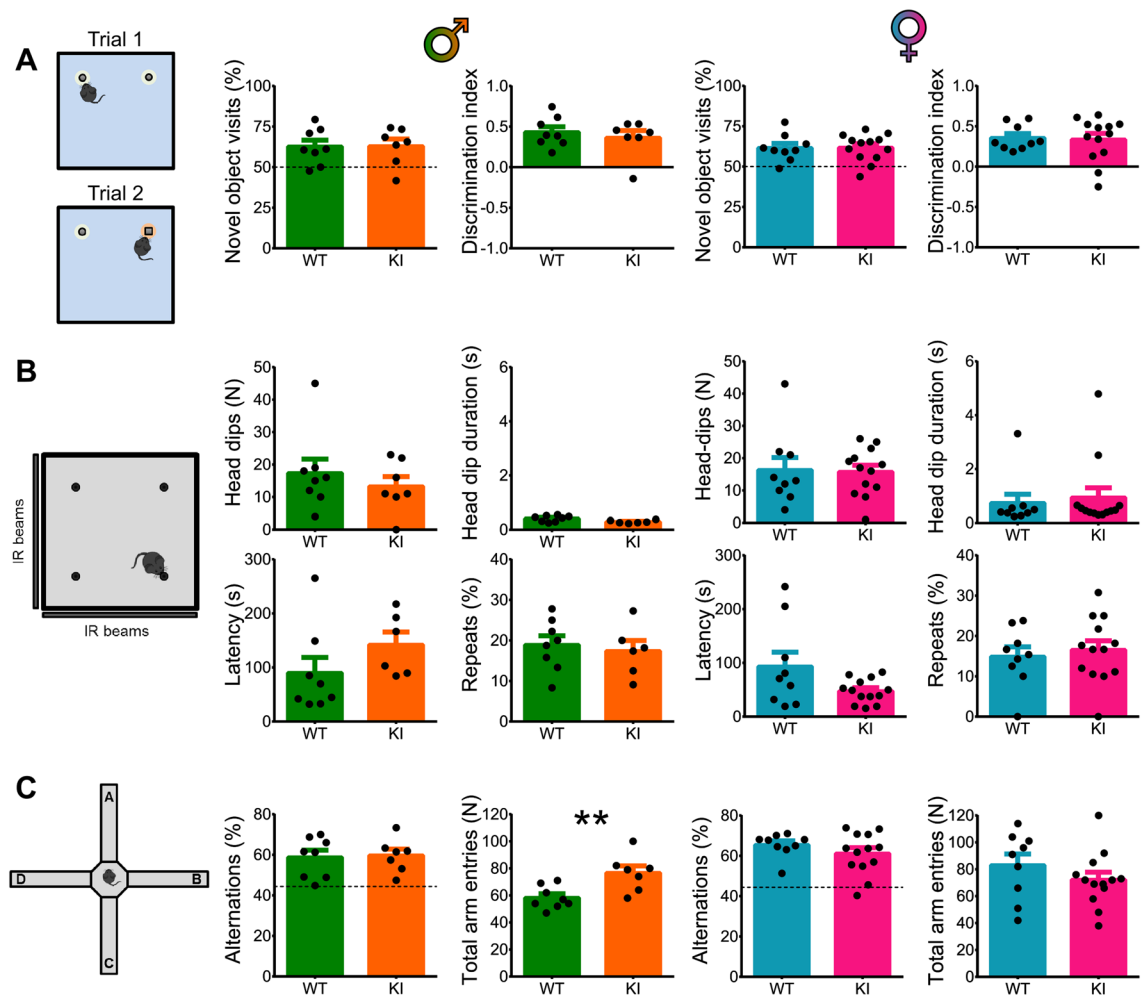 A
Trial 1
Trial 2
Novel object visits (%)
100
75
50
25
0
WT
KI
Discrimination index
1.0
0.5
0.0
-0.5
-1.0
WT
KI
Novel object visits (%)
100
75
50
25
0
WT
KI
Discrimination index
1.0
0.5
0.0
-0.5
-1.0
WT
KI
B
IR beams
IR beams
Head dips (N)
50
40
30
20
10
0
WT
KI
Head dip duration (s)
6
4
2
0
WT
KI
Head-dips (N)
50
40
30
20
10
0
WT
KI
Head dip duration (s)
6
4
2
0
WT
KI
Latency (s)
300
200
100
0
WT
KI
Repeats (%)
40
30
20
10
0
WT
KI
Latency (s)
300
200
100
0
WT
KI
Repeats (%)
40
30
20
10
0
WT
KI
C
A
D
B
C
Alternations (%)
80
60
40
20
0
WT
KI
Total arm entries (N)
120
100
80
60
40
20
0
**
WT
KI
Alternations (%)
80
60
40
20
0
WT
KI
Total arm entries (N)
120
100
80
60
40
20
0
WT
KI